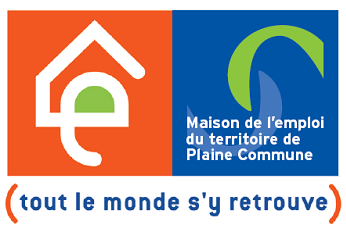 Maison de l'emploi
du territoire de
Plaine Commune
(tout le monde s'y retrouve)